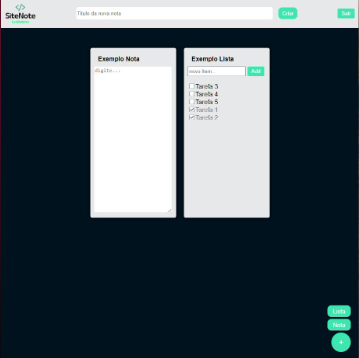 SiteNote
Título da nova nota
Criar
Sair
Exemplo Nota
digite...
Exemplo Lista
novo item..
Add
Tarefa 3
Tarefa 4
Tarefa 5
Tarefa 1
Tarefa 2
Lista
Nota
+